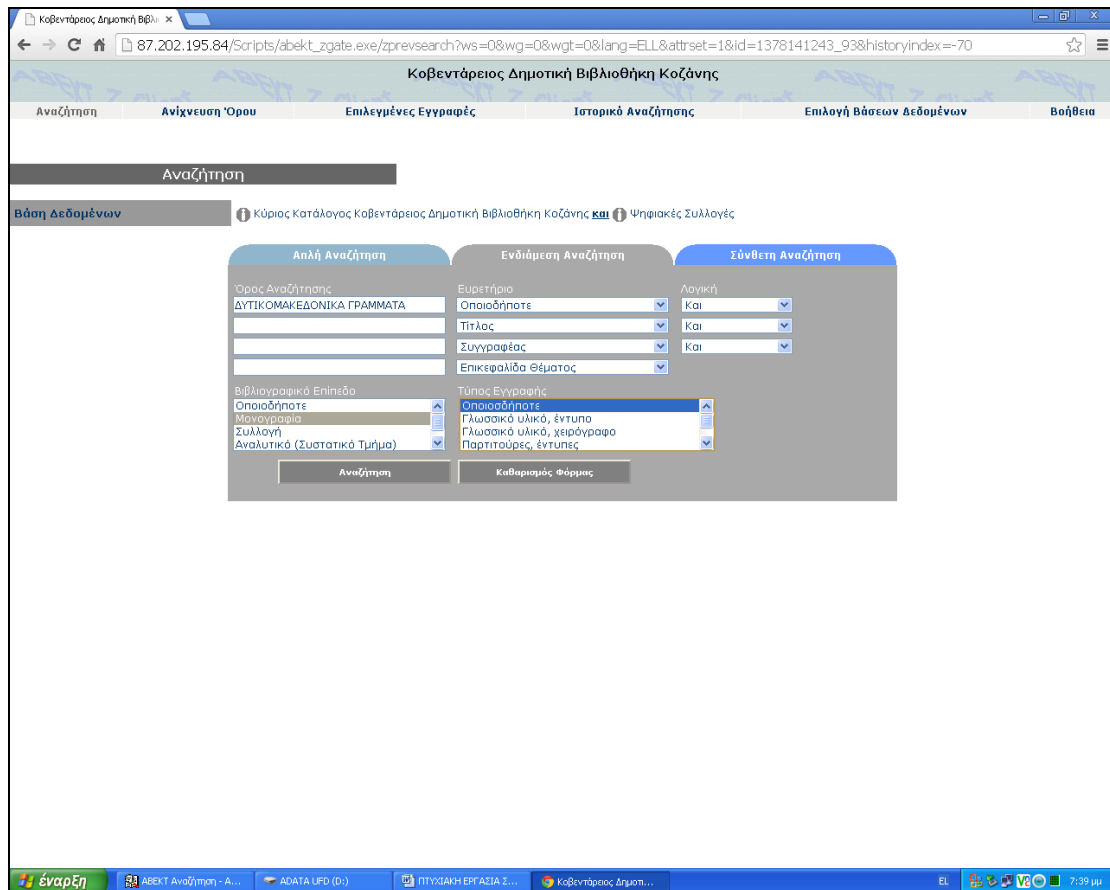 Κοβεντάρειος Δημοτική Βιβλι
87.202.195.84/Scripts/abekt_zgate.exe/zprevsearch?ws=0&wg=0&wgt=0&lang=ELL&attrset=1&id=1378141243_93&historyindex=-70
Κοβεντάρειος Δημοτική Βιβλιοθήκη Κοζάνης
Αναζήτηση Ανίχνευση Όρου Επιλεγμένες Εγγραφές Ιστορικό Αναζήτησης Επιλογή Βάσεων Δεδομένων Βοήθεια
Αναζήτηση
Βάση Δεδομένων Κύριος Κατάλογος Κοβεντάρειος Δημοτική Βιβλιοθήκη Κοζάνης και Ψηφιακές Συλλογές
Απλή Αναζήτηση Ενδιάμεση Αναζήτηση Σύνθετη Αναζήτηση
Όρος Αναζήτησης Ευρετήριο Λογική
ΔΥΤΙΚΟΜΑΚΕΔΟΝΙΚΑ ΓΡΑΜΜΑΤΑ Οποιοδήποτε Και
Τίτλος Και
Συγγραφέας Και
Επικεφαλίδα Θέματος
Βιβλιογραφικό Επίπεδο Τύπος Εγγραφής
Οποιοδήποτε Οποιοσδήποτε
Μονογραφία Γλωσσικό υλικό, έντυπο
Συλλογή Γλωσσικό υλικό, χειρόγραφο
Αναλυτικό (Συστατικό Τμήμα) Παρτιτούρες, έντυπες
Αναζήτηση Καθαρισμός Φόρμας
έναρξη ABEKT Αναζήτηση - A... ADATA UFD (D:) ΠΤΥΧΙΑΚΗ ΕΡΓΑΣΙΑ Σ... Κοβεντάρειος Δημοτ... EL 7:39 μμ